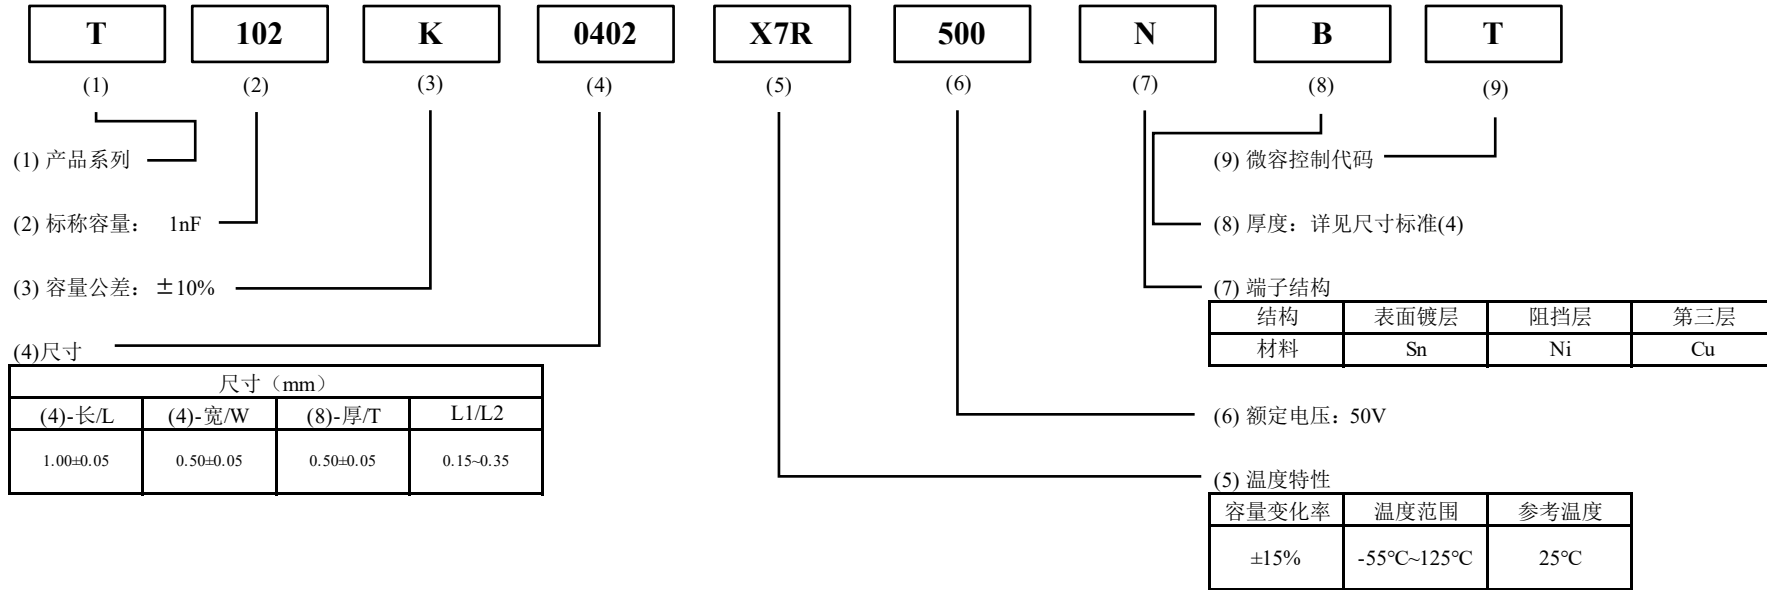 T 102 K 0402 X7R 500 N B T
(1) (2) (3) (4) (5) (6) (7) (8) (9)
(1) 产品系列
(9) 微容控制代码
(2) 标称容量： 1nF
(8) 厚度：详见尺寸标准(4)
(3) 容量公差：±10%
(7) 端子结构
结构 表面镀层 阻挡层 第三层
材料 Sn Ni Cu
(4)尺寸
尺寸（mm）
(4)-长/L (4)-宽/W (8)-厚/T L1/L2
1.00±0.05 0.50±0.05 0.50±0.05 0.15~0.35
(6) 额定电压：50V
(5) 温度特性
容量变化率 温度范围 参考温度
±15% -55℃~125℃ 25℃